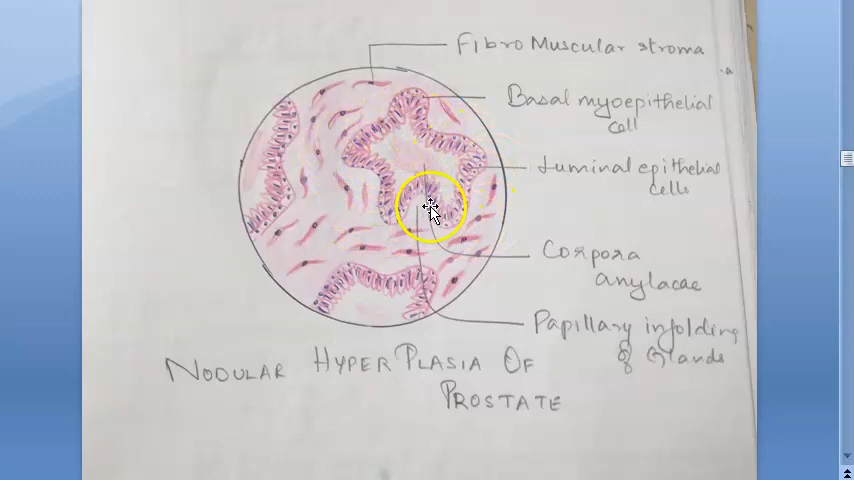 Fibro Muscular stroma
Basal myoepithelial
cell
Luminal epithelial
cells
Corpora
anylacae
Papillary infolding
of Glands
NODULAR HYPERPLASIA OF
PROSTATE